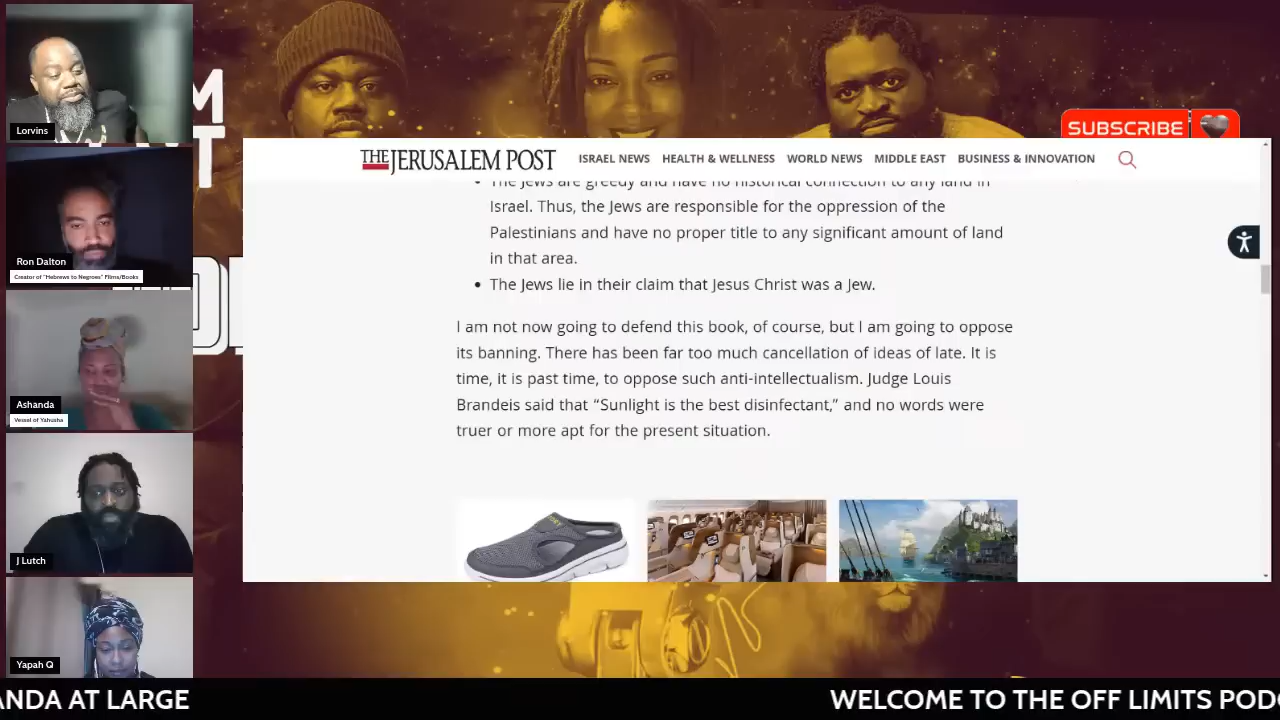 Lorvins
Ron Dalton
Creator of "Hebrews to Negroes" Films/Books
Ashanda
Vessel of Yahusha
J Lutch
Yapah Q
M
T
SUBSCRIBE
THE JERUSALEM POST
ISRAEL NEWS HEALTH & WELLNESS WORLD NEWS MIDDLE EAST BUSINESS & INNOVATION
• The Jews are greedy and have no historical connection to any land in
Israel. Thus, the Jews are responsible for the oppression of the
Palestinians and have no proper title to any significant amount of land
in that area.
• The Jews lie in their claim that Jesus Christ was a Jew.
I am not now going to defend this book, of course, but I am going to oppose
its banning. There has been far too much cancellation of ideas of late. It is
time, it is past time, to oppose such anti-intellectualism. Judge Louis
Brandeis said that “Sunlight is the best disinfectant,” and no words were
truer or more apt for the present situation.
ANDA AT LARGE
WELCOME TO THE OFF LIMITS POD